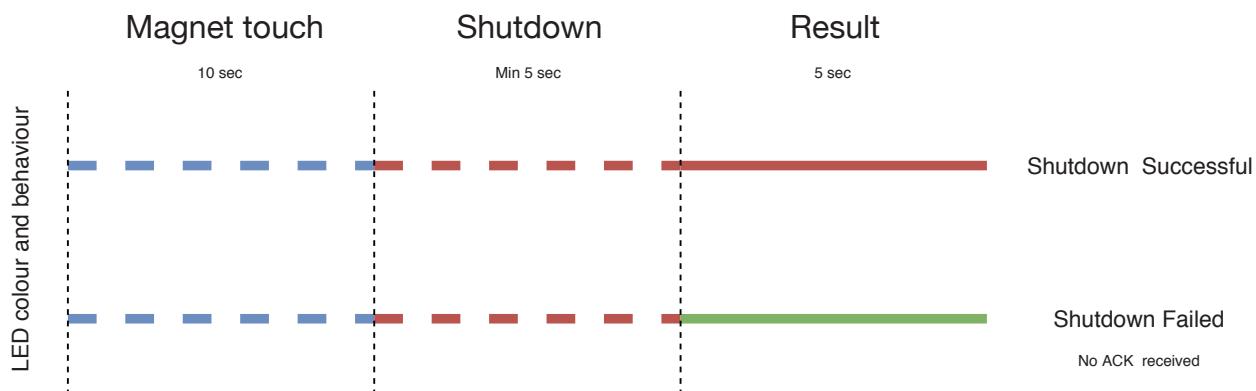 Magnet touch
Shutdown
Result
10 sec
Min 5 sec
5 sec
LED colour and behaviour
Shutdown Successful
Shutdown Failed
No ACK received